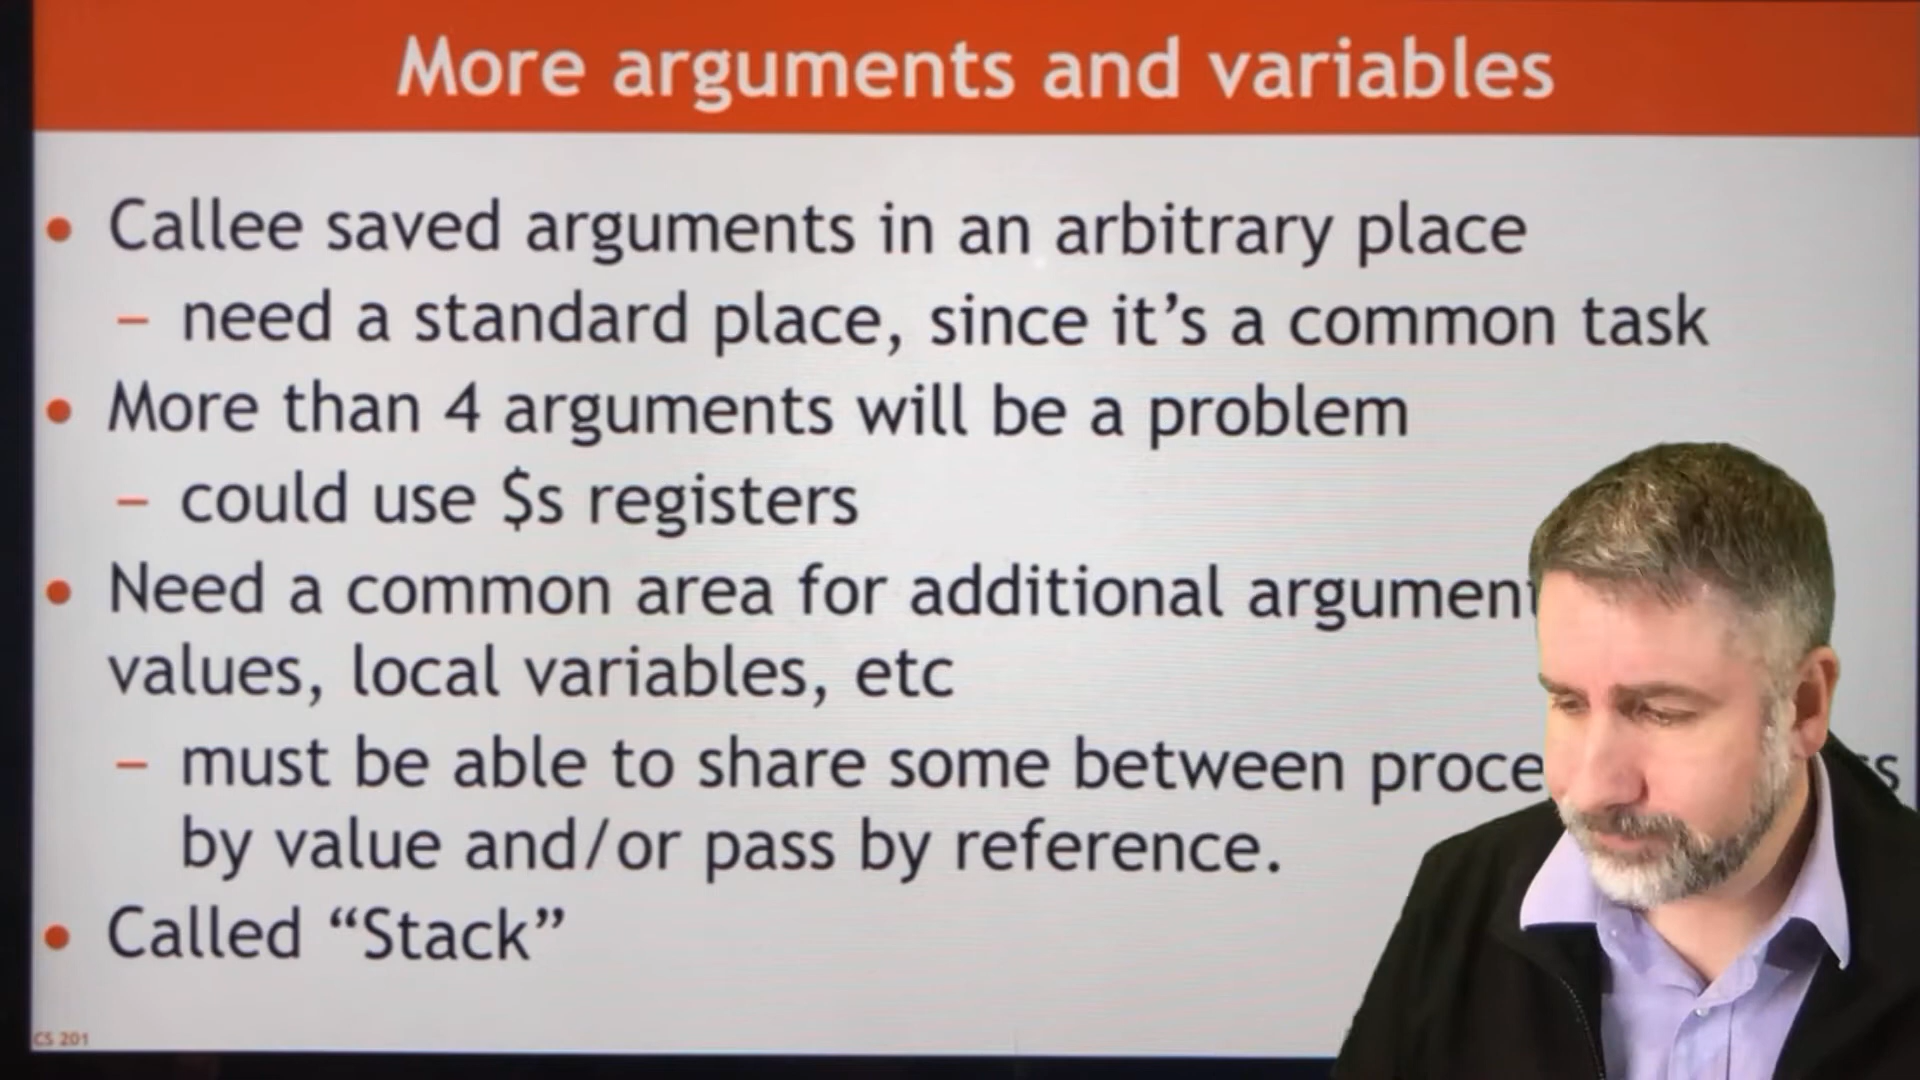 More arguments and variables
• Callee saved arguments in an arbitrary place
– need a standard place, since it’s a common task
• More than 4 arguments will be a problem
– could use $s registers
• Need a common area for additional
values, local variables, etc
– must be able to share some between
by value and/or pass by reference.
• Called “Stack”
CS 201